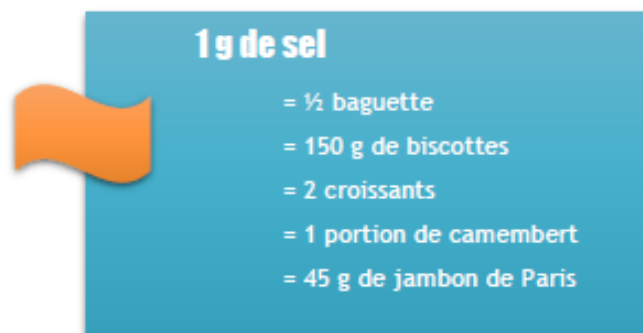 1 g de sel
= ½ baguette
= 150 g de biscottes
= 2 croissants
= 1 portion de camembert
= 45 g de jambon de Paris